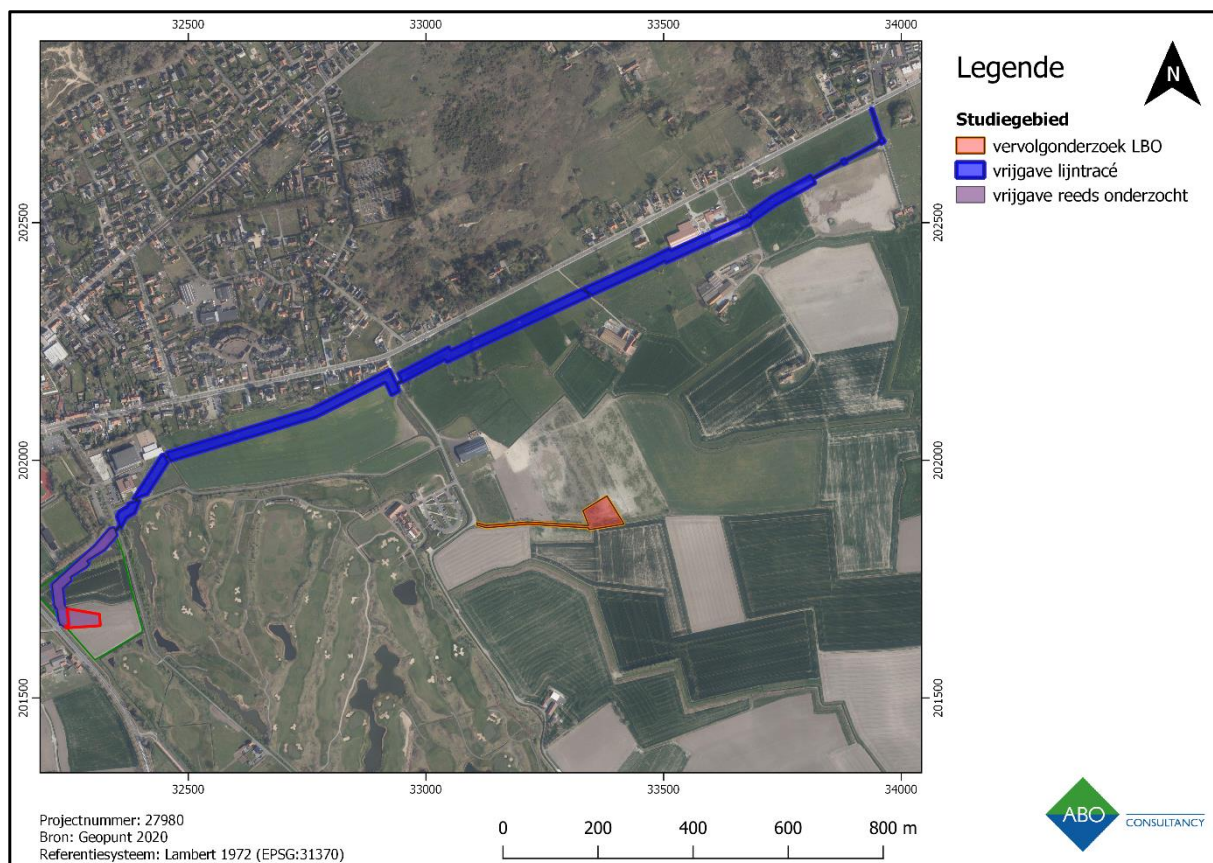 32500 33000 33500 34000
202500
202000
201500
202500
202000
201500
32500 33000 33500 34000
Legende
N
Studiegebied
vervolgonderzoek LBO
vrijgave lijntracé
vrijgave reeds onderzocht
Projectnummer: 27980
Bron: Geopunt 2020
Referentiesysteem: Lambert 1972 (EPSG:31370)
0 200 400 600 800 m
ABO CONSULTANCY